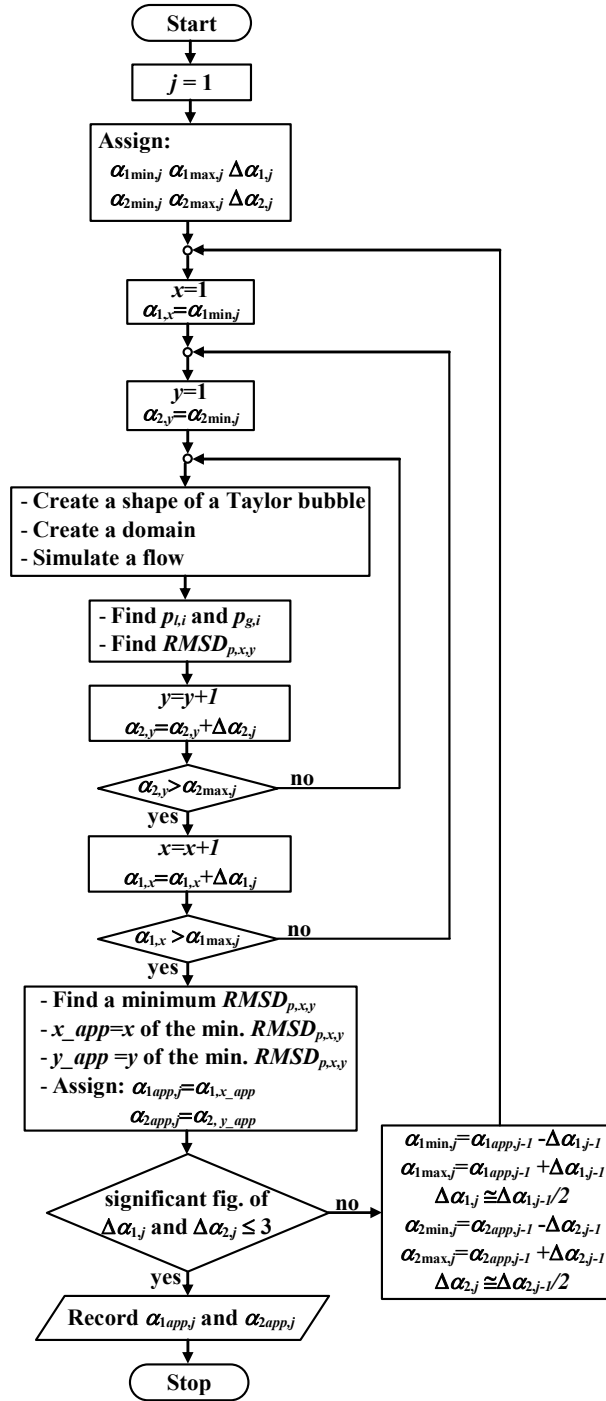 Start
j = 1
Assign:
α1min,j α1max,j Δα1,j
α2min,j α2max,j Δα2,j
x=1
α1,x=α1min,j
y=1
α2,y=α2min,j
- Create a shape of a Taylor bubble
- Create a domain
- Simulate a flow
- Find pl,i and pg,i
- Find RMSDp,x,y
y=y+1
α2,y=α2,y+Δα2,j
α2,y>α2max,j
no
yes
x=x+1
α1,x=α1,x+Δα1,j
α1,x >α1max,j
no
yes
- Find a minimum RMSDp,x,y
- x_app=x of the min. RMSDp,x,y
- y_app =y of the min. RMSDp,x,y
- Assign: α1app,j=α1,x_app
α2app,j=α2, y_app
significant fig. of
Δα1,j and Δα2,j ≤ 3
no
yes
α1min,j=α1app,j-1 -Δα1,j-1
α1max,j=α1app,j-1 +Δα1,j-1
Δα1,j ≅Δα1,j-1/2
α2min,j=α2app,j-1 -Δα2,j-1
α2max,j=α2app,j-1 +Δα2,j-1
Δα2,j ≅Δα2,j-1/2
Record α1app,j and α2app,j
Stop